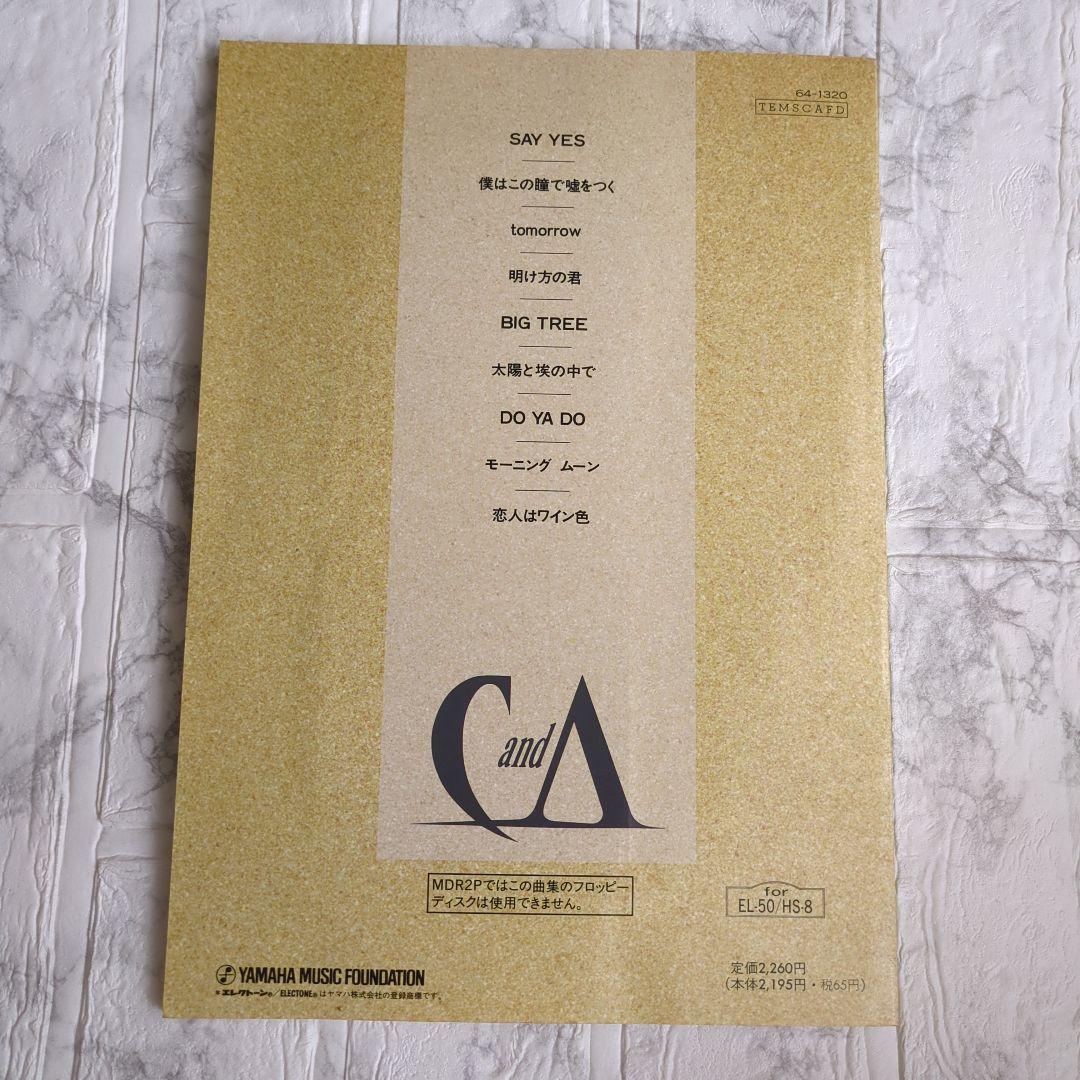 64-1320
TEMSCAFD
SAY YES
僕はこの瞳で嘘をつく
tomorrow
明け方の君
BIG TREE
太陽と埃の中で
DO YA DO
モーニング ムーン
恋人はワイン色
C and A
MDR2Pではこの曲集のフロッピー
ディスクは使用できません。
for
EL-50/HS-8
YAMAHA MUSIC FOUNDATION
＊エレクトーン®/ELECTONE®はヤマハ株式会社の登録商標です。
定価2,260円
(本体2,195円・税65円)